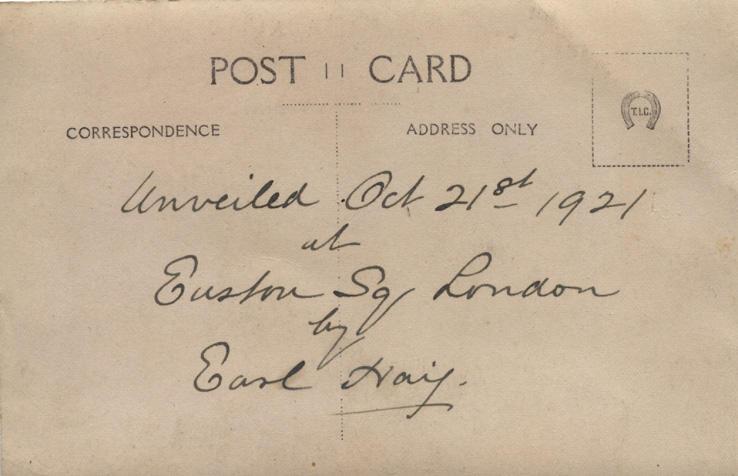 POST CARD
CORRESPONDENCE
ADDRESS ONLY
T.I.C.
Unveiled Oct 21st 1921
at
Euston Sq London
by
Earl Haig.